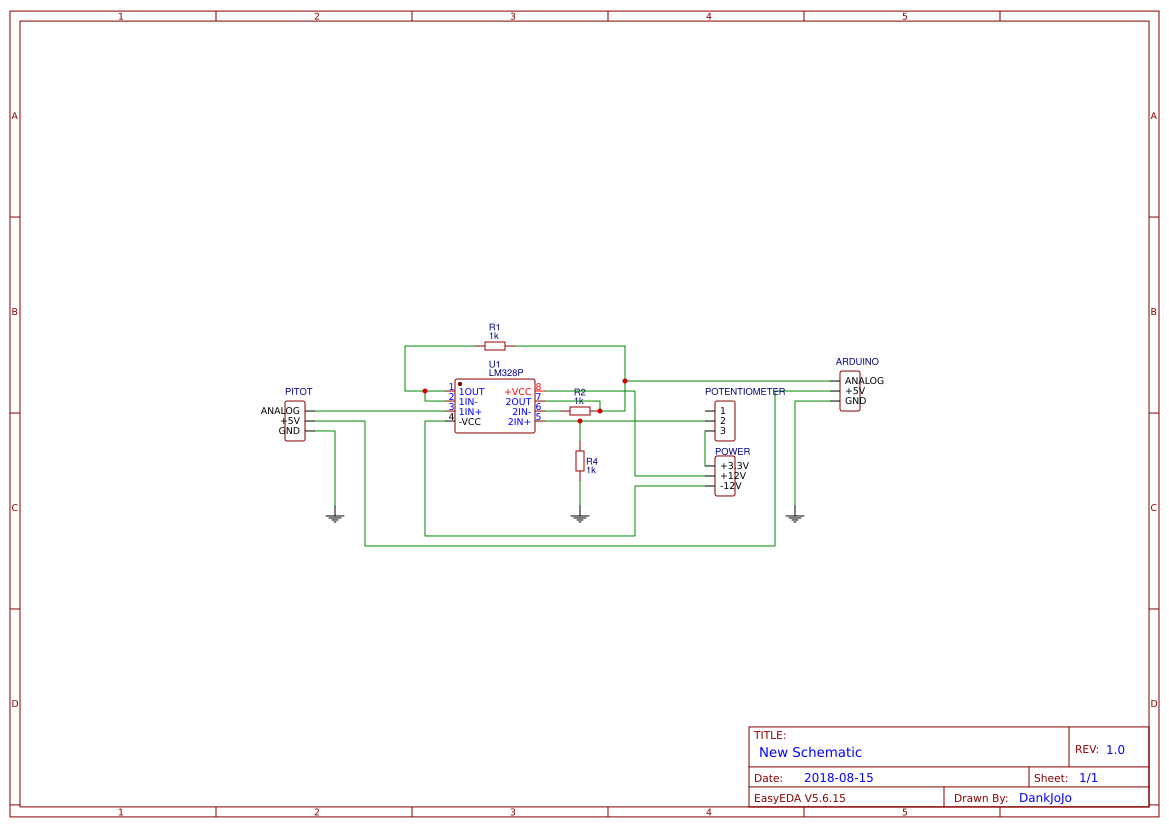 1 2 3 4 5
A A
B B
C C
D D
R1
1k
U1
LM328P
1 1OUT +VCC 8
2 1IN- 2OUT 7
3 1IN+ 2IN- 6
4 -VCC 2IN+ 5
R2
1k
R4
1k
PITOT
ANALOG
+5V
GND
POTENTIOMETER
1
2
3
POWER
+3.3V
+12V
-12V
ARDUINO
ANALOG
+5V
GND
TITLE:
New Schematic
REV: 1.0
Date: 2018-08-15
Sheet: 1/1
EasyEDA V5.6.15
Drawn By: DankJoJo
1 2 3 4 5